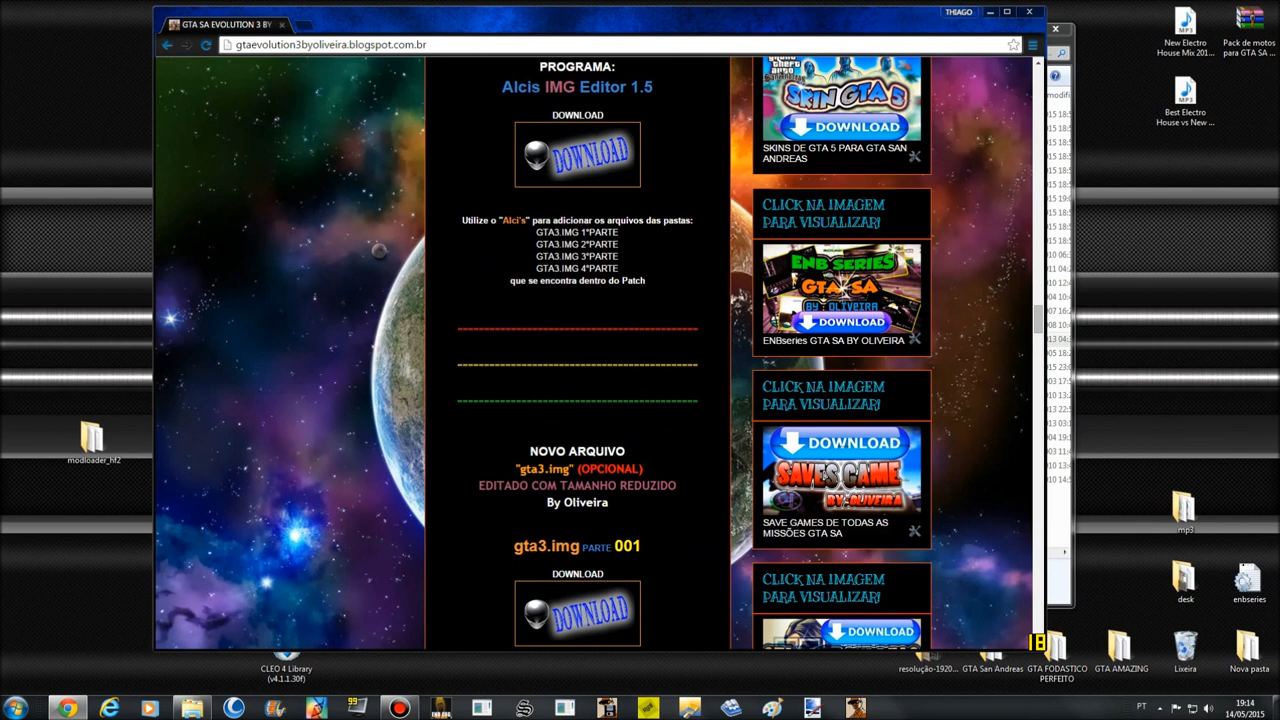 GTA SA EVOLUTION 3 BY
THIAGO
gtaevolution3byoliveira.blogspot.com.br
PROGRAMA:
Alcis IMG Editor 1.5
DOWNLOAD
DOWNLOAD
Utilize o "Alci's" para adicionar os arquivos das pastas:
GTA3.IMG 1ªPARTE
GTA3.IMG 2ªPARTE
GTA3.IMG 3ªPARTE
GTA3.IMG 4ªPARTE
que se encontra dentro do Patch
NOVO ARQUIVO
"gta3.img" (OPCIONAL)
EDITADO COM TAMANHO REDUZIDO
By Oliveira
gta3.img PARTE 001
DOWNLOAD
DOWNLOAD
SKIN GTA 5
DOWNLOAD
SKINS DE GTA 5 PARA GTA SAN
ANDREAS
CLICK NA IMAGEM
PARA VISUALIZAR!
ENB SERIES
GTA SA
BY : OLIVEIRA
DOWNLOAD
ENBseries GTA SA BY OLIVEIRA
CLICK NA IMAGEM
PARA VISUALIZAR!
DOWNLOAD
SAVES GAME
BY:OLIVEIRA
SAVE GAMES DE TODAS AS
MISSÕES GTA SA
CLICK NA IMAGEM
PARA VISUALIZAR!
DOWNLOAD
18
New Electro
House Mix 201...
Pack de motos
para GTA S...
Best Electro
House vs New ...
modloader_hf2
mp3
desk
enbseries
CLEO 4 Library
(v4.1.1.30f)
resolução-1920...
GTA San Andreas
GTA FODASTICO
PERFEITO
GTA AMAZING
Lixeira
Nova pasta
99
PT
19:14
14/05/2015